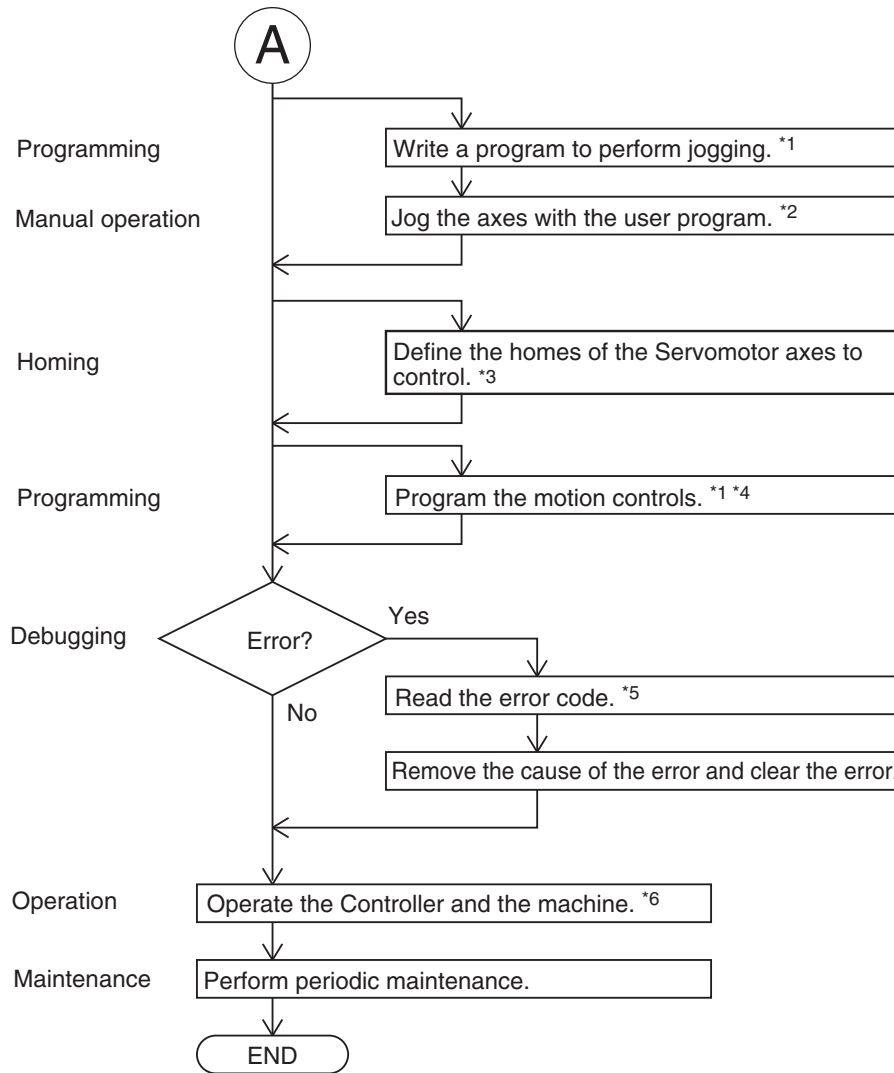 A
Programming
Write a program to perform jogging. *1
Manual operation
Jog the axes with the user program. *2
Homing
Define the homes of the Servomotor axes to
control. *3
Programming
Program the motion controls. *1 *4
Debugging
Error?
Yes
No
Read the error code. *5
Remove the cause of the error and clear the error.
Operation
Operate the Controller and the machine. *6
Maintenance
Perform periodic maintenance.
END